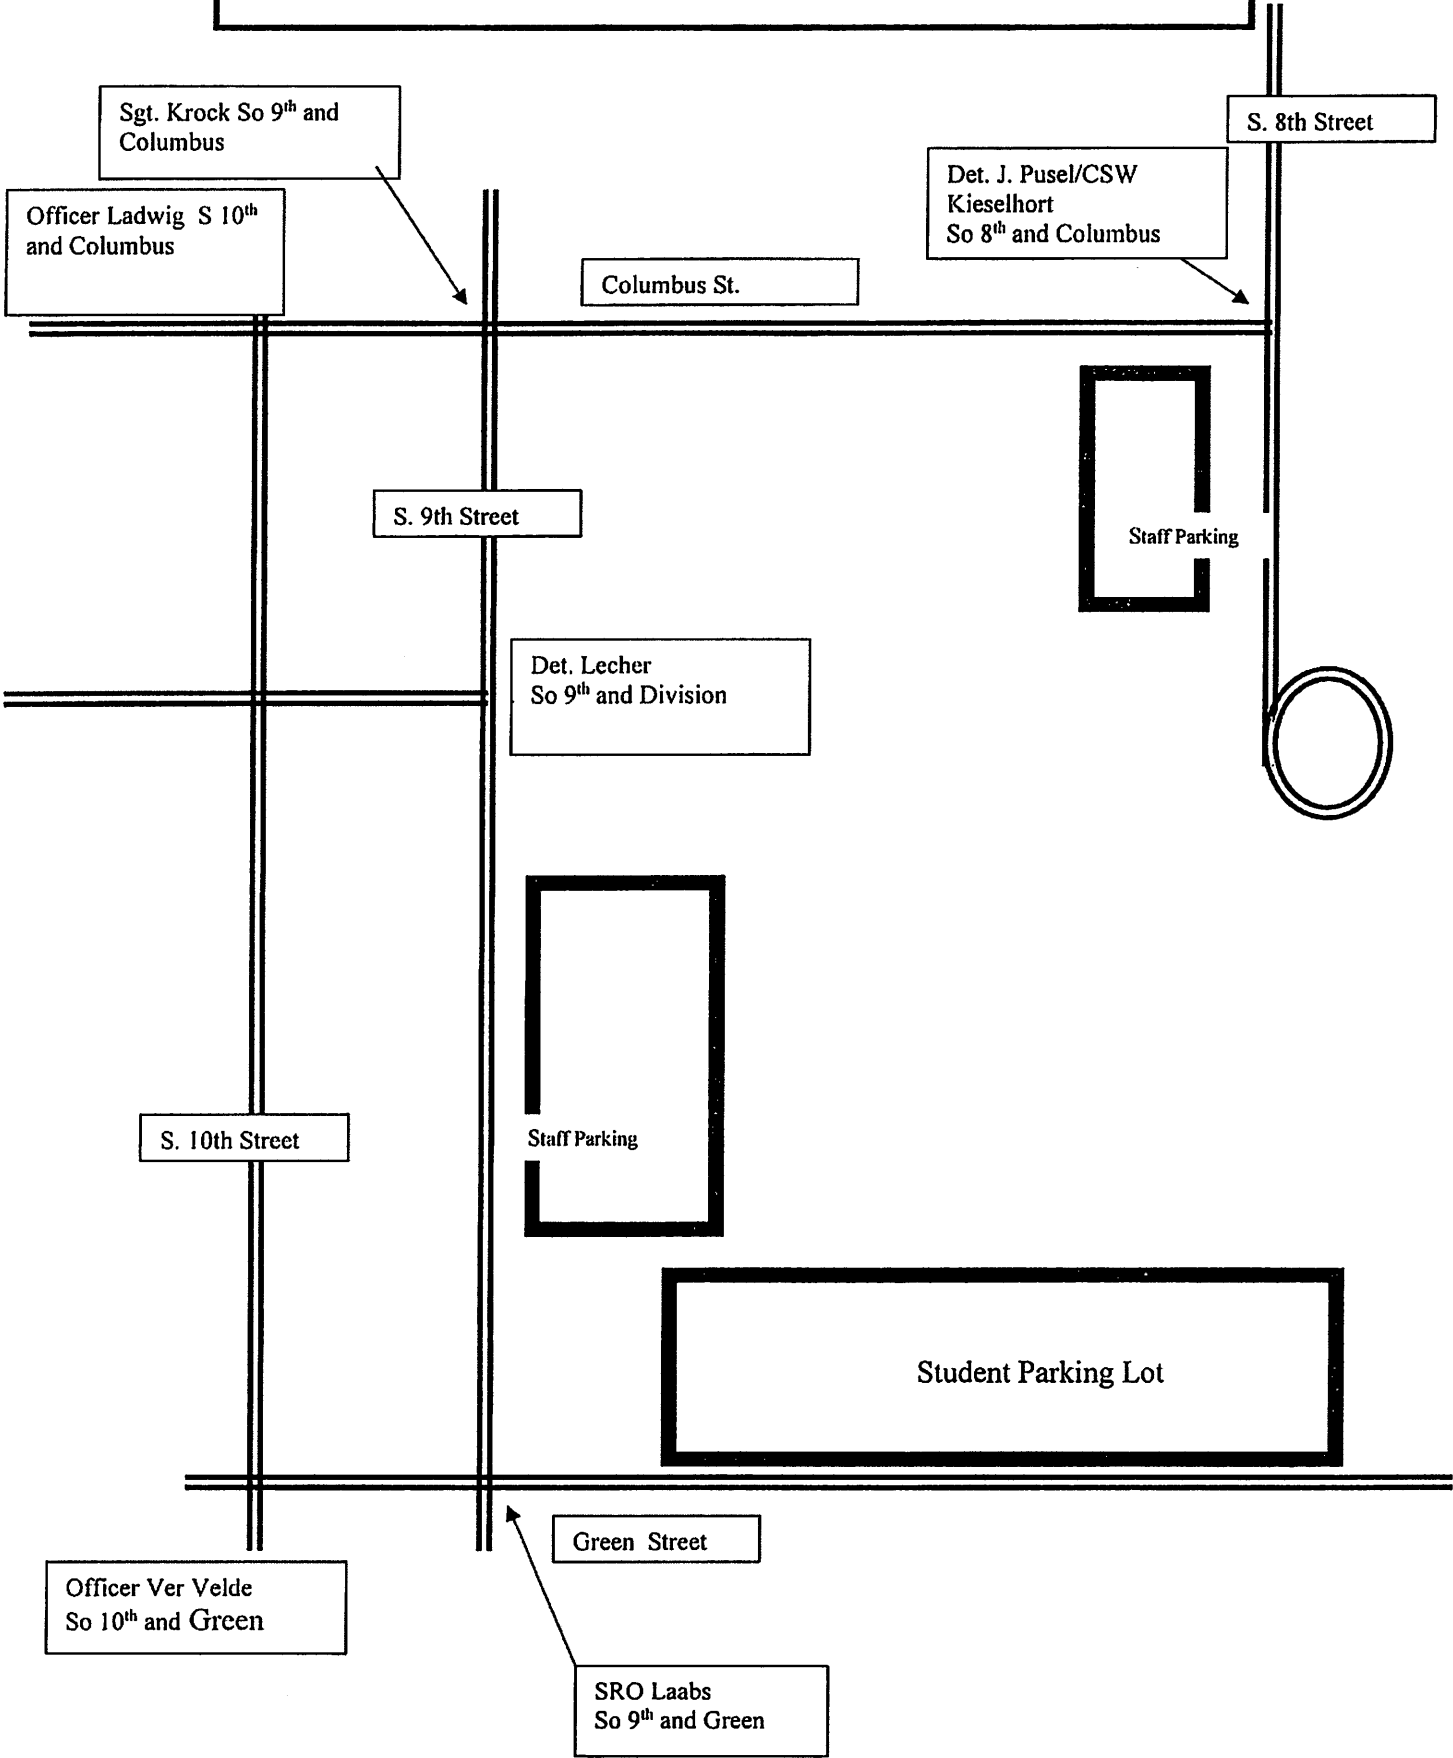 Sgt. Krock So 9th and
Columbus
S. 8th Street
Det. J. Pusel/CSW
Kieselhort
So 8th and Columbus
Officer Ladwig  S 10th
and Columbus
Columbus St.
S. 9th Street
Staff Parking
Det. Lecher
So 9th and Division
S. 10th Street
Staff Parking
Student Parking Lot
Green  Street
Officer Ver Velde
So 10th and Green
SRO Laabs
So 9th and Green